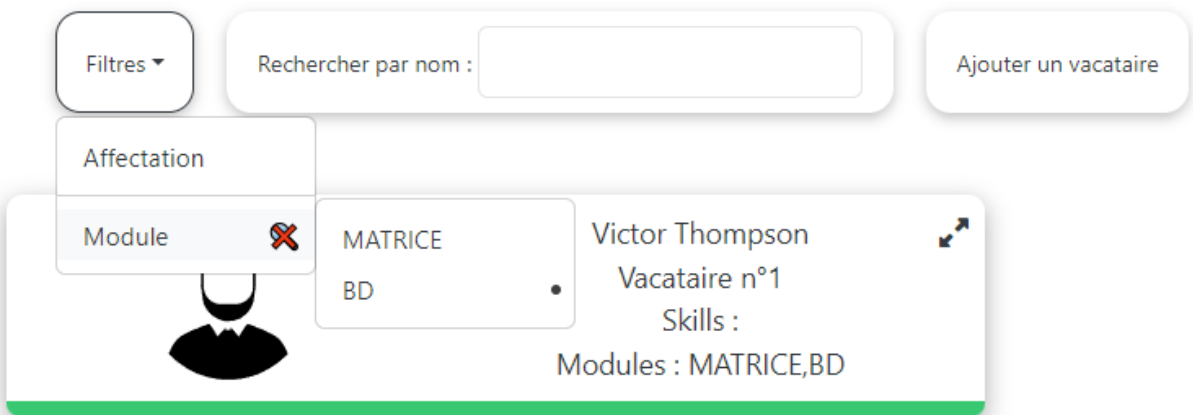 Filtres
Rechercher par nom :
Ajouter un vacataire
Affectation
Module
MATRICE
BD
Victor Thompson
Vacataire n°1
Skills :
Modules : MATRICE,BD